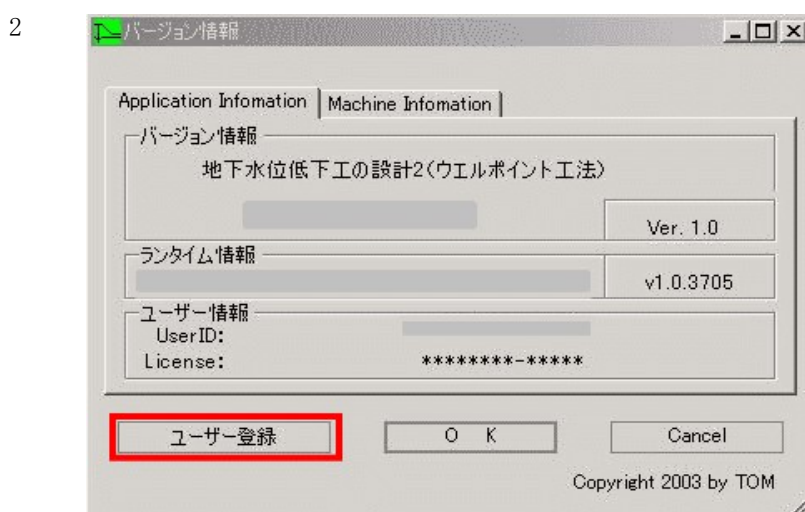 2
バージョン情報
Application Infomation Machine Infomation
バージョン情報
地下水位低下工の設計2(ウエルポイント工法)
Ver. 1.0
ランタイム情報
v1.0.3705
ユーザー情報
UserID:
License: ********-*****
ユーザー登録 O K Cancel
Copyright 2003 by TOM